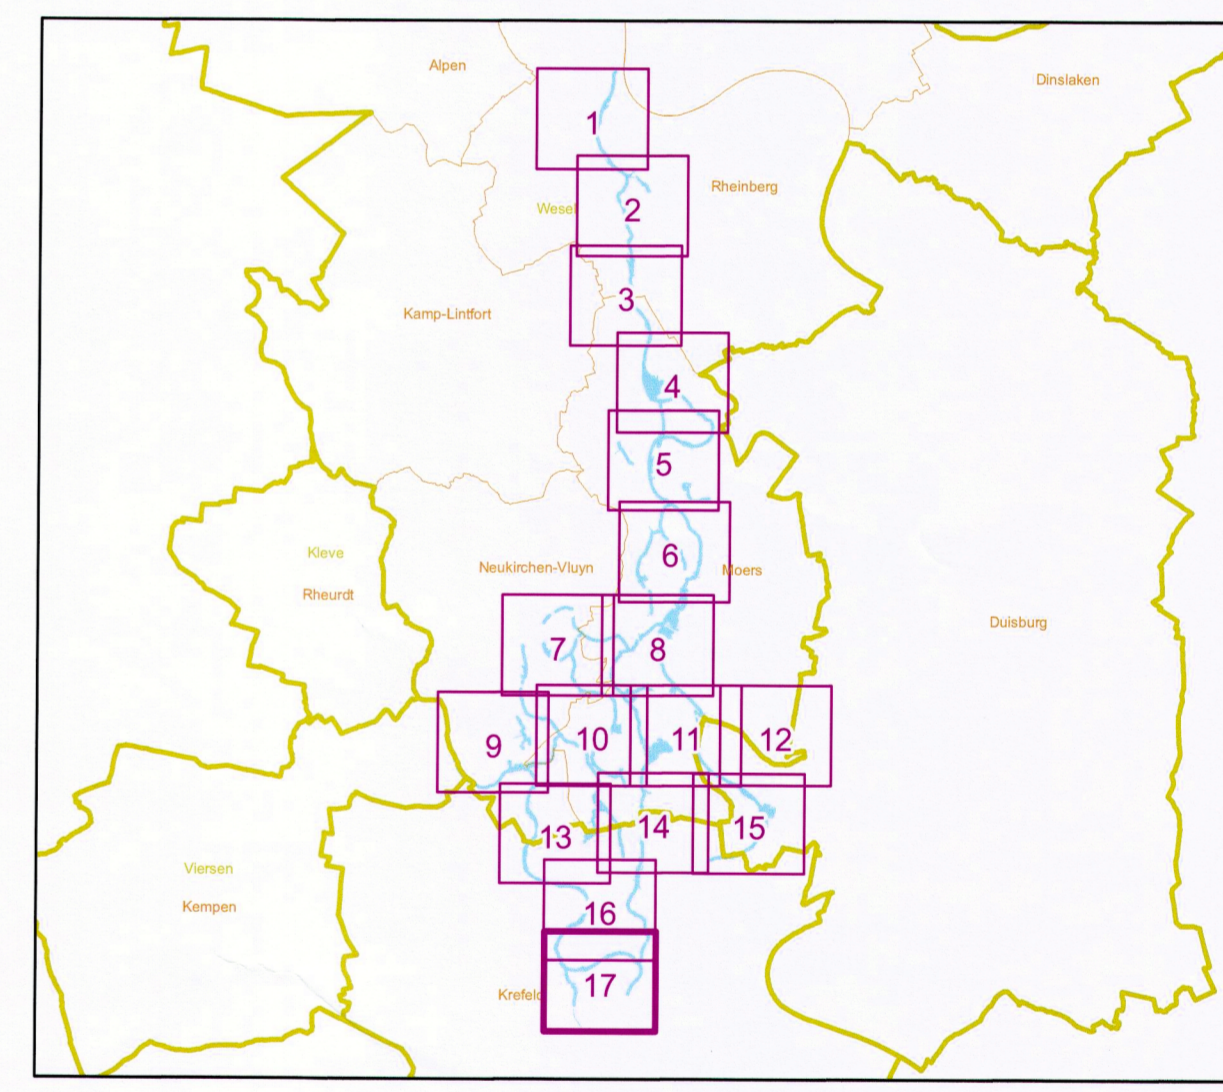 Alpen
Dinslaken
1
Rheinberg
Wesel
2
3
Kamp-Lintfort
4
5
Kleve
Rheurdt
Neukirchen-Vluyn
6
Moers
Duisburg
7
8
9
10
11
12
13
14
15
Viersen
Kempen
16
Krefeld
17